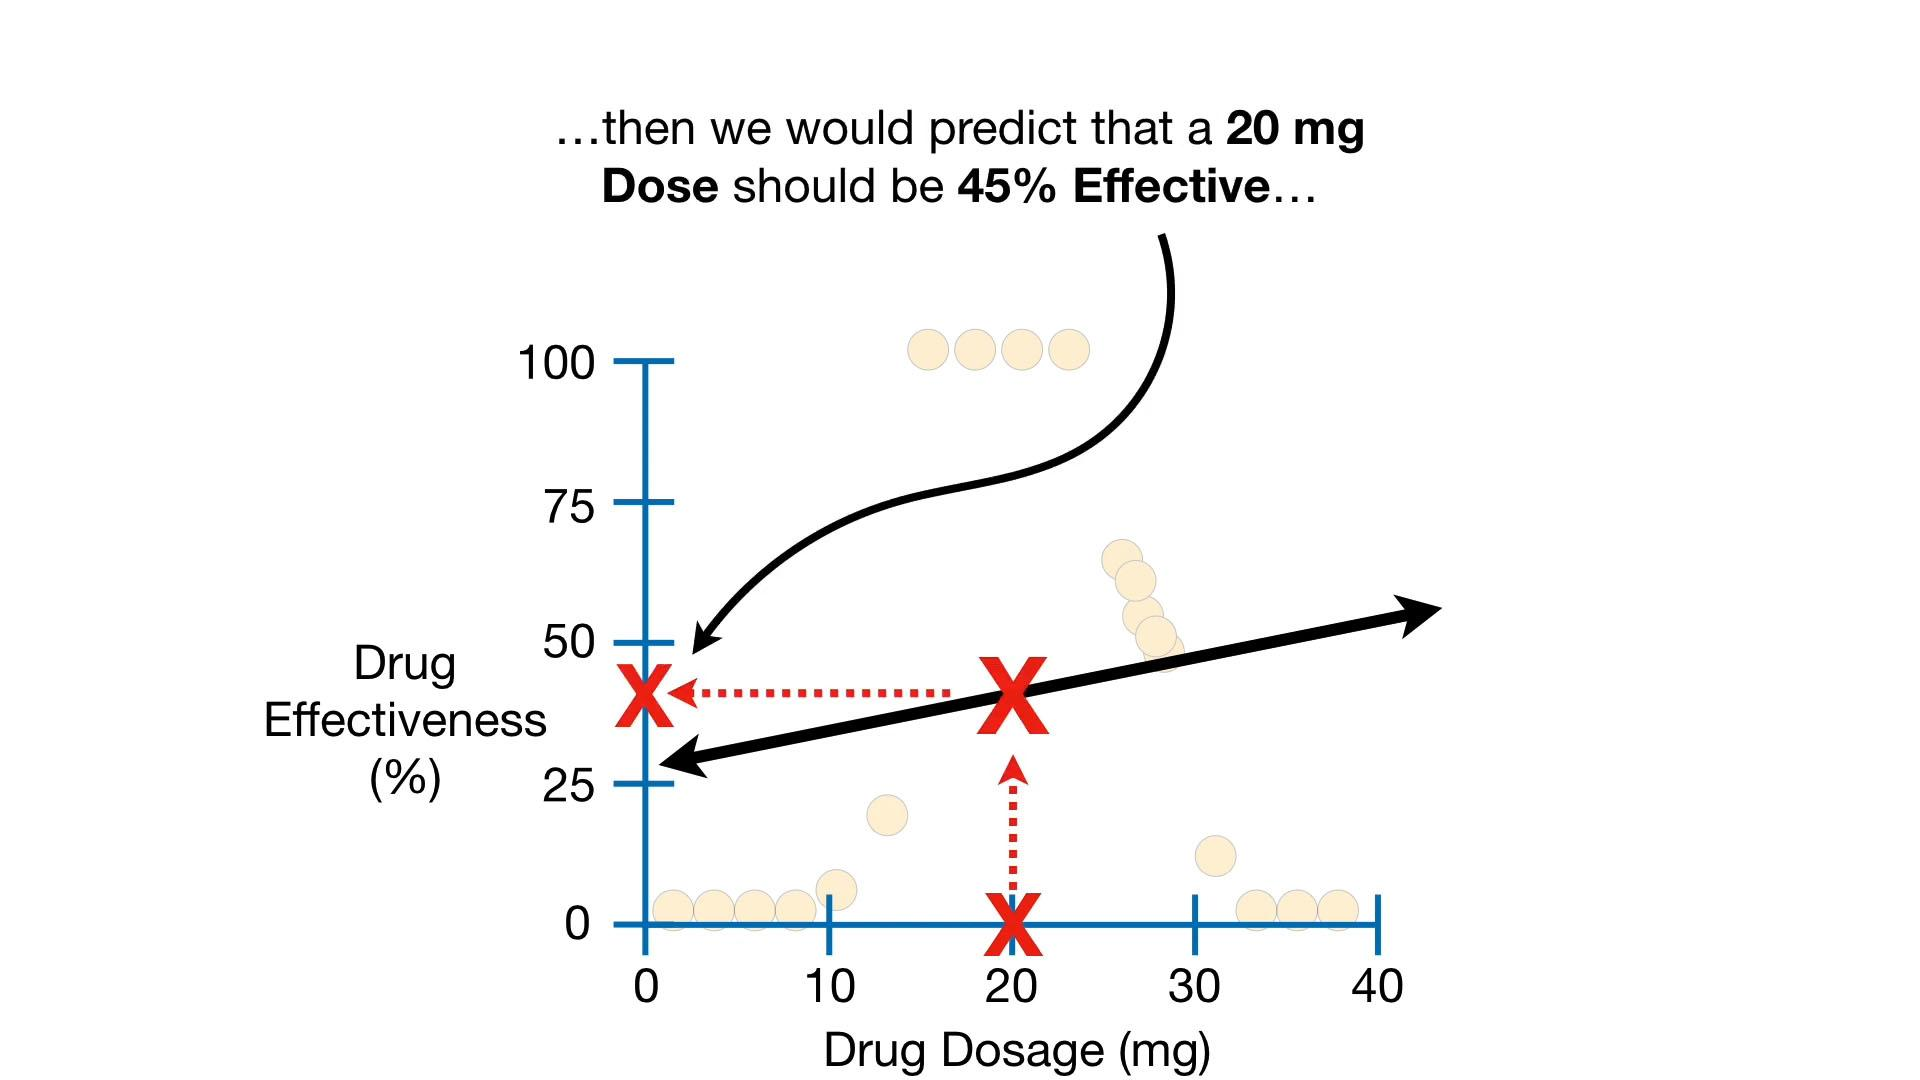 …then we would predict that a 20 mg
Dose should be 45% Effective…
100
75
50
25
0
Drug
Effectiveness
(%)
X
X
X
0
10
20
30
40
Drug Dosage (mg)